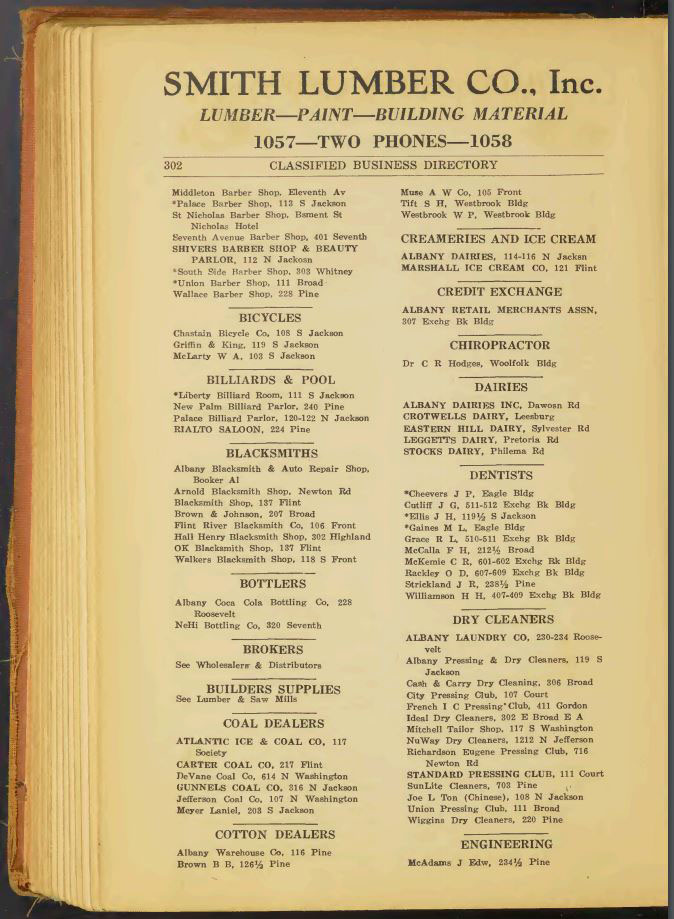 SMITH LUMBER CO., Inc.
LUMBER—PAINT—BUILDING MATERIAL
1057—TWO PHONES—1058
302 CLASSIFIED BUSINESS DIRECTORY
Middleton Barber Shop, Eleventh Av
*Palace Barber Shop, 113 S Jackson
St Nicholas Barber Shop, Bsment St
Nicholas Hotel
Seventh Avenue Barber Shop, 401 Seventh
SHIVERS BARBER SHOP & BEAUTY
PARLOR, 112 N Jackosn
*South Side Barber Shop, 303 Whitney
*Union Barber Shop, 111 Broad
Wallace Barber Shop, 228 Pine
BICYCLES
Chastain Bicycle Co, 108 S Jackson
Griffin & King, 119 S Jackson
McLarty W A, 103 S Jackson
BILLIARDS & POOL
*Liberty Billiard Room, 111 S Jackson
New Palm Billiard Parlor, 240 Pine
Palace Billiard Parlor, 120-122 N Jackson
RIALTO SALOON, 224 Pine
BLACKSMITHS
Albany Blacksmith & Auto Repair Shop,
Booker Al
Arnold Blacksmith Shop, Newton Rd
Blacksmith Shop, 137 Flint
Brown & Johnson, 207 Broad
Flint River Blacksmith Co, 106 Front
Hall Henry Blacksmith Shop, 302 Highland
OK Blacksmith Shop, 137 Flint
Walkers Blacksmith Shop, 118 S Front
BOTTLERS
Albany Coca Cola Bottling Co, 228
Roosevelt
NeHi Bottling Co, 320 Seventh
BROKERS
See Wholesalers & Distributors
BUILDERS SUPPLIES
See Lumber & Saw Mills
COAL DEALERS
ATLANTIC ICE & COAL CO, 117
Society
CARTER COAL CO, 217 Flint
DeVane Coal Co, 614 N Washington
GUNNELS COAL CO, 316 N Jackson
Jefferson Coal Co, 107 N Washington
Meyer Laniel, 203 S Jackson
COTTON DEALERS
Albany Warehouse Co, 116 Pine
Brown B B, 126½ Pine
Muse A W Co, 105 Front
Tift S H, Westbrook Bldg
Westbrook W P, Westbrook Bldg
CREAMERIES AND ICE CREAM
ALBANY DAIRIES, 114-116 N Jacksn
MARSHALL ICE CREAM CO, 121 Flint
CREDIT EXCHANGE
ALBANY RETAIL MERCHANTS ASSN,
307 Exchg Bk Bldg
CHIROPRACTOR
Dr C R Hodges, Woolfolk Bldg
DAIRIES
ALBANY DAIRIES INC, Dawosn Rd
CROTWELLS DAIRY, Leesburg
EASTERN HILL DAIRY, Sylvester Rd
LEGGETTS DAIRY, Pretoria Rd
STOCKS DAIRY, Philema Rd
DENTISTS
*Cheevers J P, Eagle Bldg
Cutliff J G, 511-512 Exchg Bk Bldg
*Ellis J H, 119½ S Jackson
*Gaines M L, Eagle Bldg
Grace R L, 510-511 Exchg Bk Bldg
McCalla F H, 212½ Broad
McKemie C R, 601-602 Exchg Bk Bldg
Rackley O D, 607-609 Exchg Bk Bldg
Strickland J R, 238½ Pine
Williamson H H, 407-409 Exchg Bk Bldg
DRY CLEANERS
ALBANY LAUNDRY CO, 230-234 Roose-
velt
Albany Pressing & Dry Cleaners, 119 S
Jackson
Cash & Carry Dry Cleaning, 306 Broad
City Pressing Club, 107 Court
French I C Pressing Club, 411 Gordon
Ideal Dry Cleaners, 302 E Broad E A
Mitchell Tailor Shop, 117 S Washington
NuWay Dry Cleaners, 1212 N Jefferson
Richardson Eugene Pressing Club, 716
Newton Rd
STANDARD PRESSING CLUB, 111 Court
SunLite Cleaners, 703 Pine
Joe L Ton (Chinese), 108 N Jackson
Union Pressing Club, 111 Broad
Wiggins Dry Cleaners, 220 Pine
ENGINEERING
McAdams J Edw, 234½ Pine